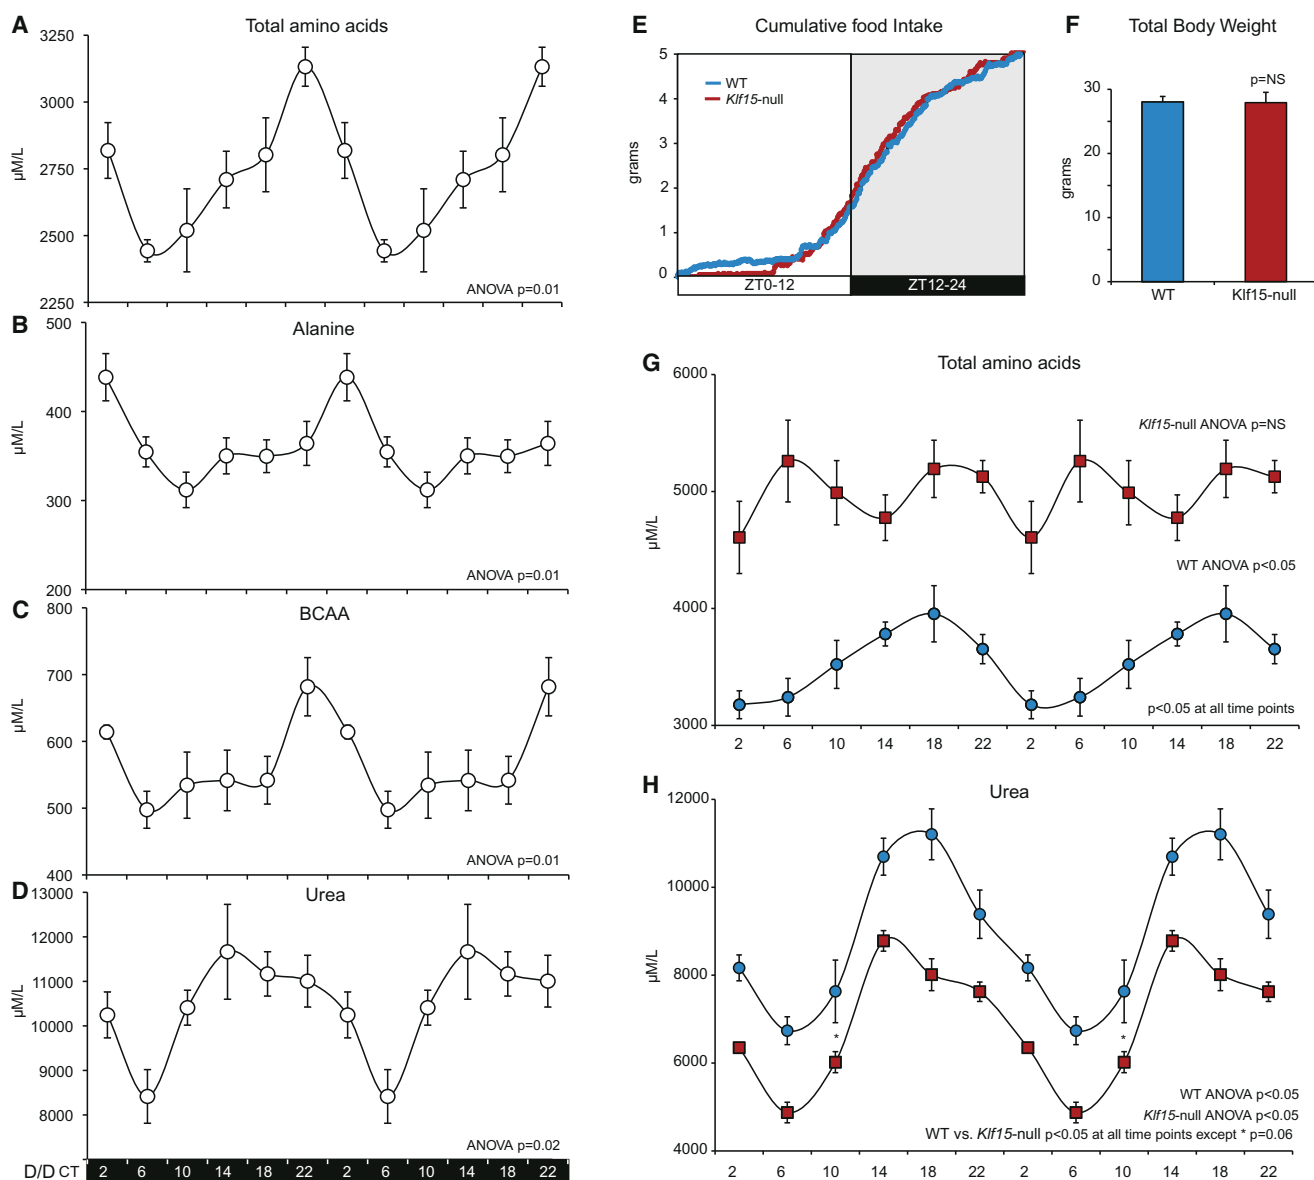 A
Total amino acids
3250
3000
2750
2500
2250
µM/L
ANOVA p=0.01
B
Alanine
500
400
300
200
µM/L
ANOVA p=0.01
C
BCAA
800
700
600
500
400
µM/L
ANOVA p=0.01
D
Urea
13000
12000
11000
10000
9000
8000
µM/L
ANOVA p=0.02
D/D CT 2 6 10 14 18 22 2 6 10 14 18 22
E
Cumulative food Intake
5
4
3
2
1
0
grams
WT
Klf15-null
ZT0-12 ZT12-24
F
Total Body Weight
p=NS
30
20
10
0
grams
WT Klf15-null
G
Total amino acids
6000
5000
4000
3000
µM/L
Klf15-null ANOVA p=NS
WT ANOVA p<0.05
p<0.05 at all time points
2 6 10 14 18 22 2 6 10 14 18 22
H
Urea
12000
10000
8000
6000
4000
µM/L
* *
WT ANOVA p<0.05
Klf15-null ANOVA p<0.05
WT vs. Klf15-null p<0.05 at all time points except * p=0.06
2 6 10 14 18 22 2 6 10 14 18 22